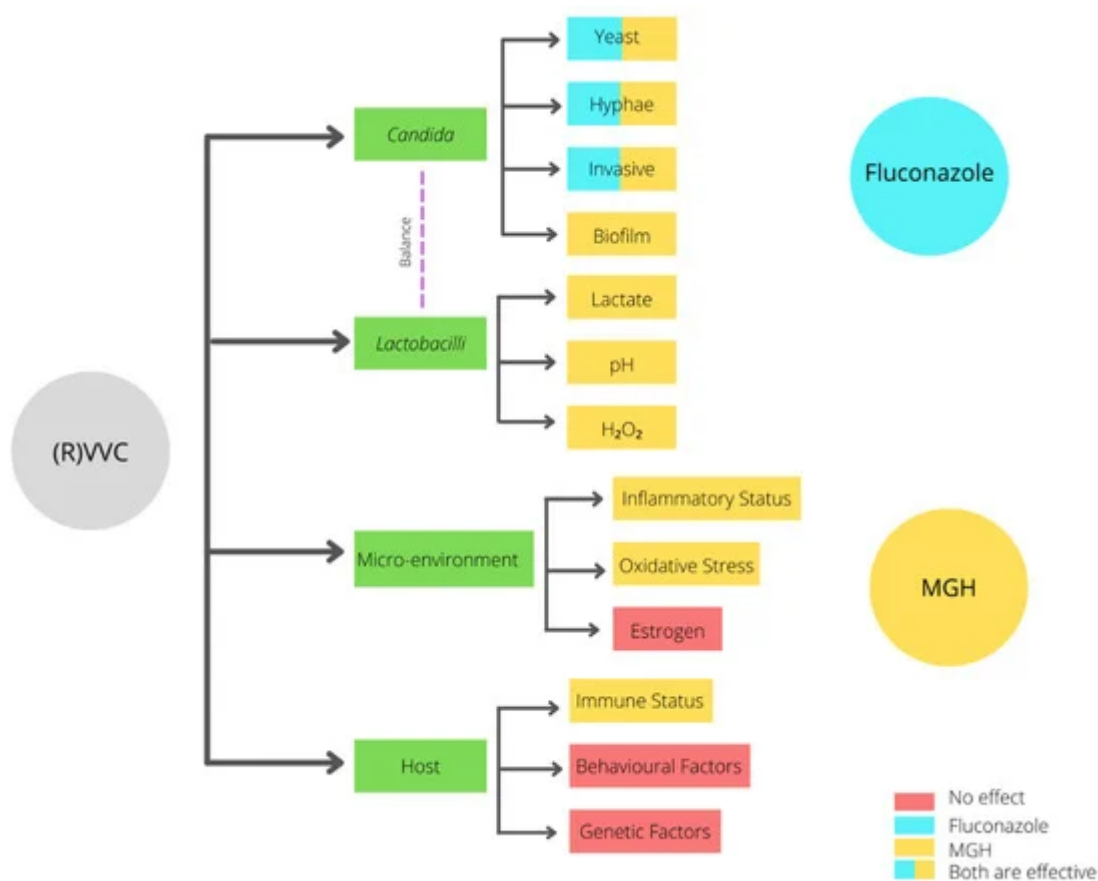 Yeast
Hyphae
Invasive
Biofilm
Candida
Balance
Lactobacilli
Lactate
pH
H₂O₂
(R)VVC
Micro-environment
Inflammatory Status
Oxidative Stress
Estrogen
Host
Immune Status
Behavioural Factors
Genetic Factors
Fluconazole
MGH
No effect
Fluconazole
MGH
Both are effective